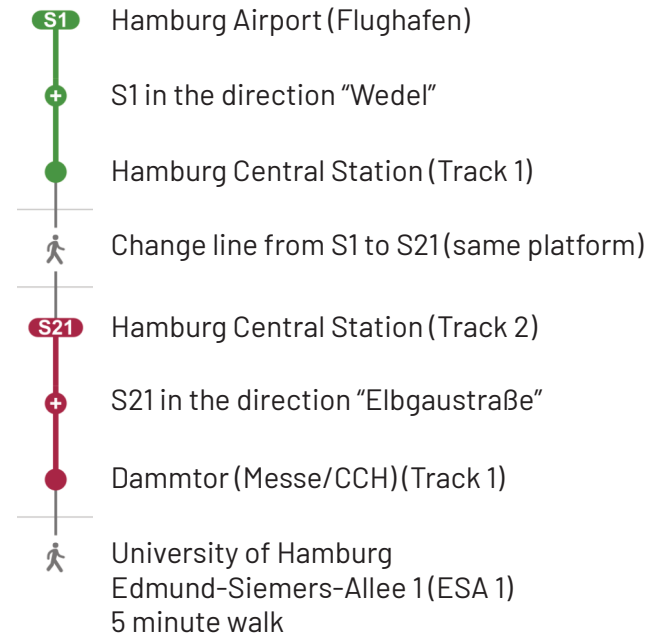 S1 Hamburg Airport (Flughafen)
S1 in the direction “Wedel”
Hamburg Central Station (Track 1)
Change line from S1 to S21 (same platform)
S21 Hamburg Central Station (Track 2)
S21 in the direction “Elbgaustraße”
Dammtor (Messe/CCH) (Track 1)
University of Hamburg
Edmund-Siemers-Allee 1 (ESA 1)
5 minute walk